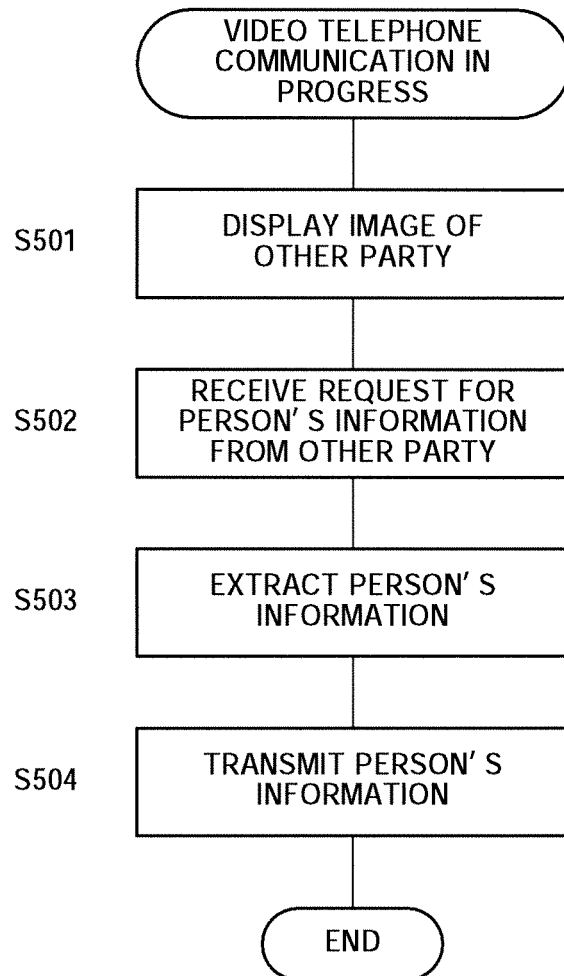 VIDEO TELEPHONE
COMMUNICATION IN
PROGRESS
S501
DISPLAY IMAGE OF
OTHER PARTY
S502
RECEIVE REQUEST FOR
PERSON'S INFORMATION
FROM OTHER PARTY
S503
EXTRACT PERSON'S
INFORMATION
S504
TRANSMIT PERSON'S
INFORMATION
END